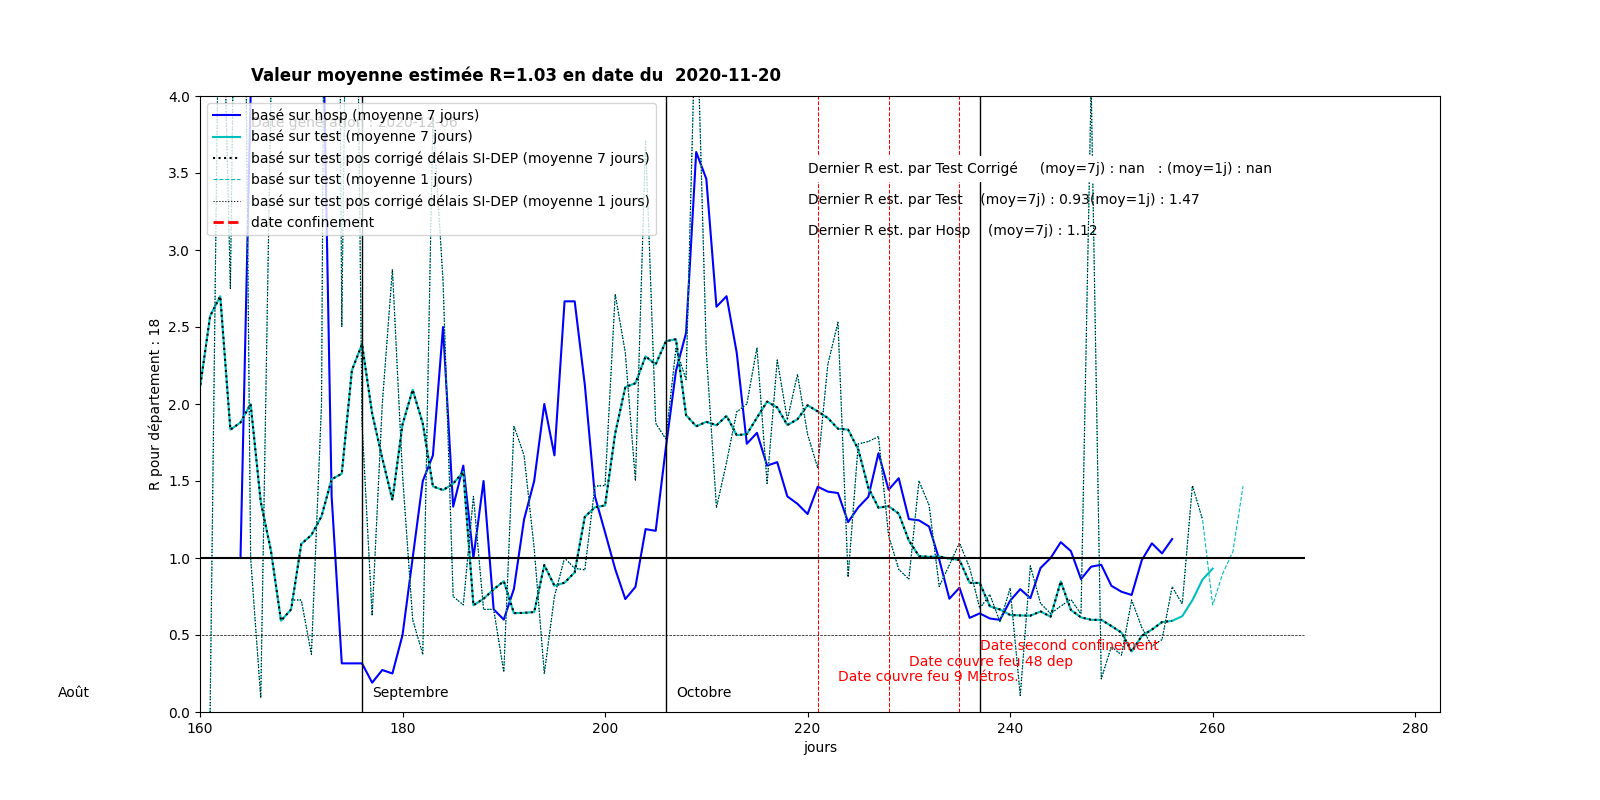 Valeur moyenne estimée R=1.03 en date du  2020-11-20
basé sur hosp (moyenne 7 jours)
basé sur test (moyenne 7 jours)
basé sur test pos corrigé délais SI-DEP (moyenne 7 jours)
basé sur test (moyenne 1 jours)
basé sur test pos corrigé délais SI-DEP (moyenne 1 jours)
date confinement
Dernier R est. par Test Corrigé     (moy=7j) : nan   : (moy=1j) : nan
Dernier R est. par Test    (moy=7j) : 0.93(moy=1j) : 1.47
Dernier R est. par Hosp    (moy=7j) : 1.12
4.0
3.5
3.0
2.5
2.0
1.5
1.0
0.5
0.0
R pour département : 18
Date second confinement
Date couvre feu 48 dep
Date couvre feu 9 Métros.
Août
Septembre
Octobre
160
180
200
220
240
260
280
jours